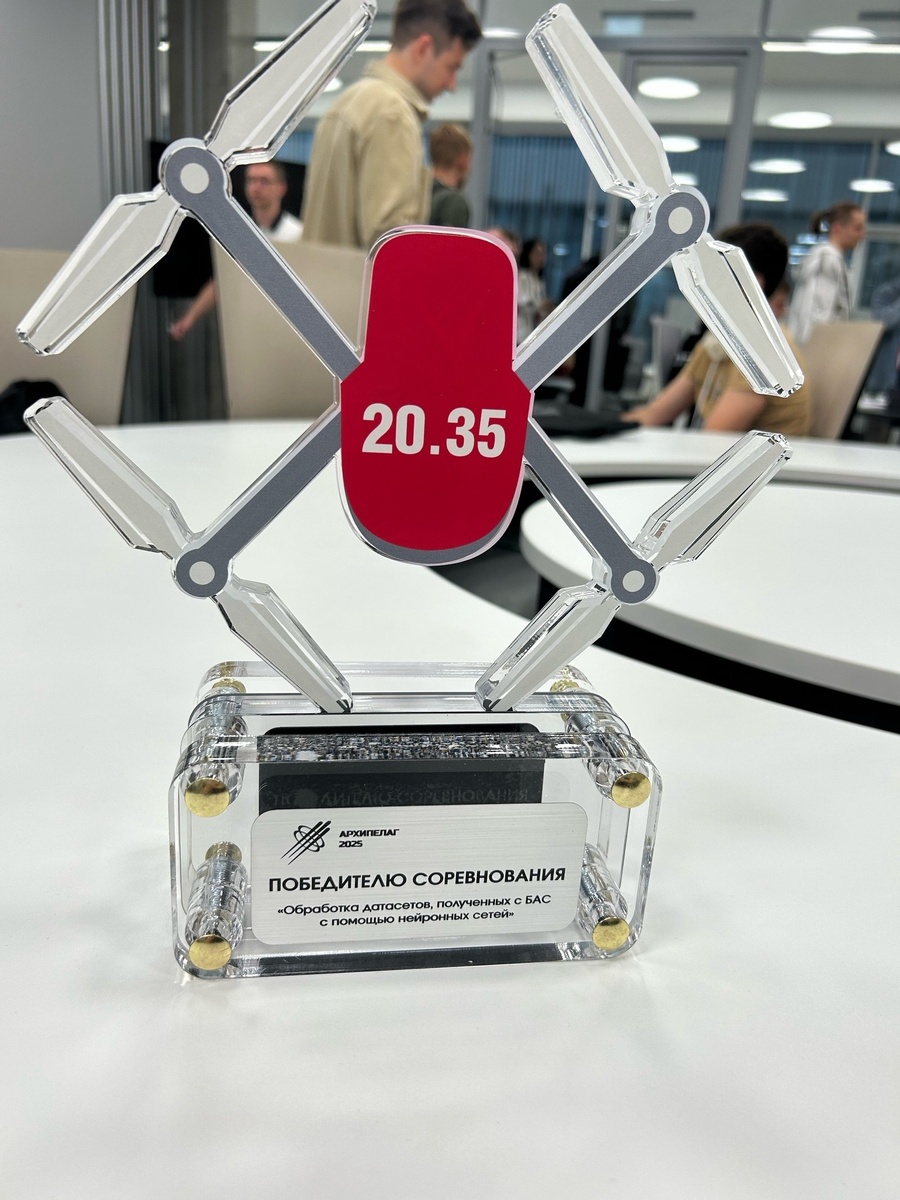 20.35
АРХИПЕЛАГ
2025
ПОБЕДИТЕЛЮ СОРЕВНОВАНИЯ
«Обработка датасетов, полученных с БАС
с помощью нейронных сетей»